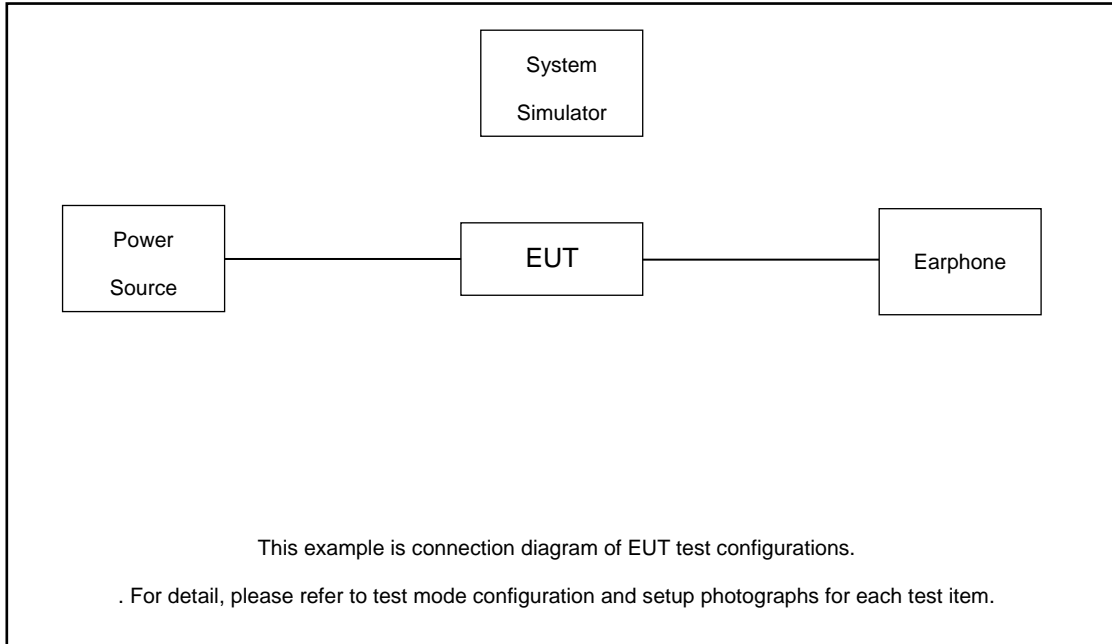 System
Simulator
Power
Source
EUT
Earphone
This example is connection diagram of EUT test configurations.
. For detail, please refer to test mode configuration and setup photographs for each test item.